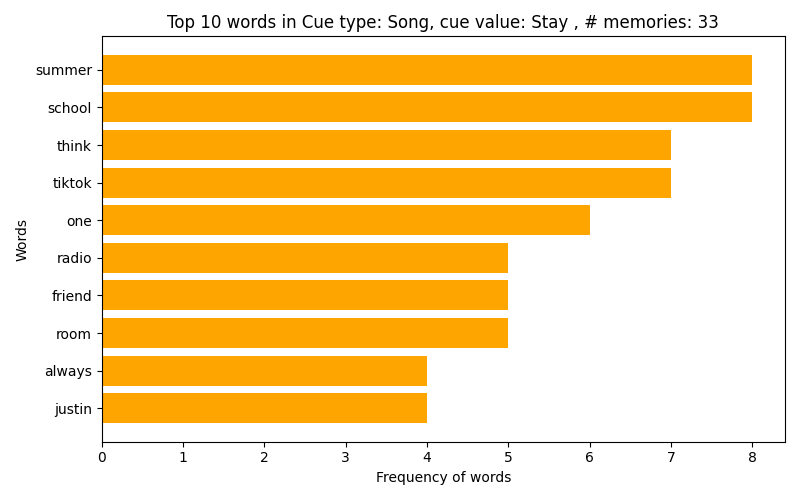 Top 10 words in Cue type: Song, cue value: Stay , # memories: 33
summer
school
think
tiktok
one
radio
friend
room
always
justin
Words
0 1 2 3 4 5 6 7 8
Frequency of words